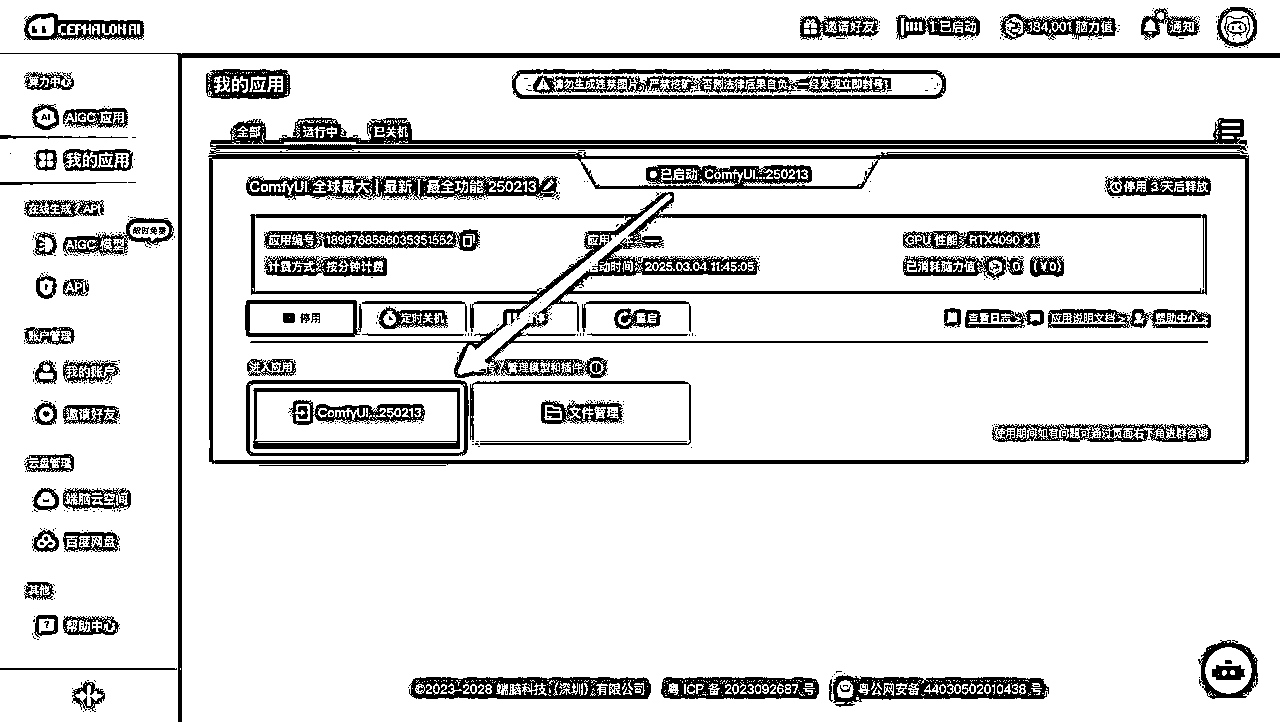 CEPHALON AI
邀请好友
1 已启动
184,001 脑力值
通知
算力中心
AIGC 应用
我的应用
在线生成 / API
AIGC 模型
限时免费
API
账户管理
我的账户
邀请好友
云盘管理
端脑云空间
百度网盘
其他
帮助中心
我的应用
请勿生成违禁图片，严禁挖矿，否则法律后果自负，一经发现立即封号！
全部
运行中
已关机
已启动 ComfyUI...250213
ComfyUI 全球最大 | 最新 | 最全功能 250213
停用 3 天后释放
应用编号：1896768586035351552
GPU 性能：RTX4090 x1
计费方式：按分钟计费
启动时间：2025.03.04 11:45:05
已消耗脑力值：0 (￥0)
停用
定时关机
重启
查看日志 >
应用说明文档 >
帮助中心 >
进入应用
/ 管理模型和插件
ComfyUI...250213
文件管理
使用期间如有问题可通过页面右下角进群咨询
©2023-2028 端脑科技（深圳）有限公司
粤 ICP 备 2023092687 号
粤公网安备 44030502010438 号